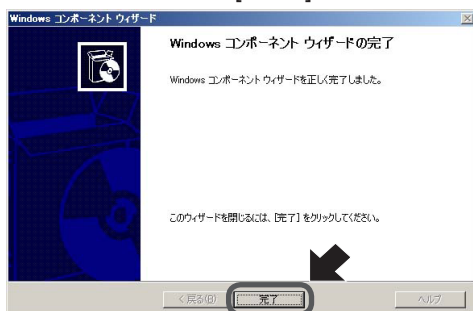 Windows コンポーネント ウィザード
Windows コンポーネント ウィザードの完了
Windows コンポーネント ウィザードを正しく完了しました。
このウィザードを閉じるには、[完了] をクリックしてください。
< 戻る(B)
完了
ヘルプ